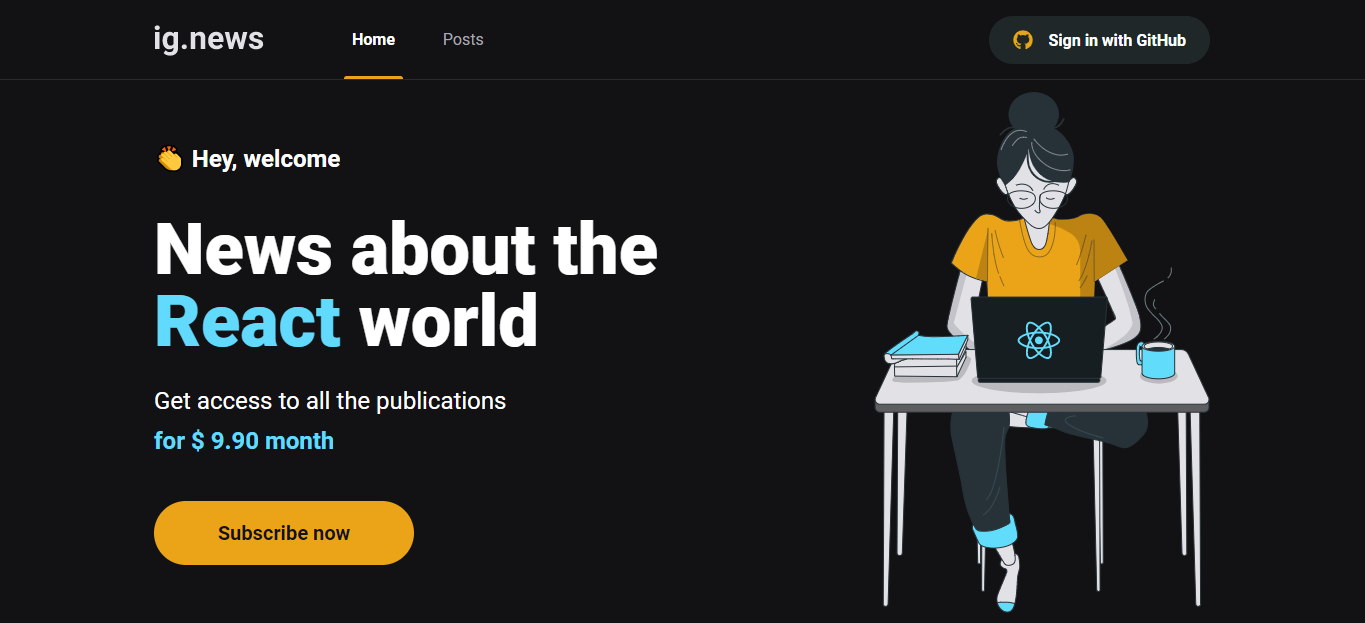 ig.news
Home
Posts
Sign in with GitHub
👏 Hey, welcome
News about the
React world
Get access to all the publications
for $ 9.90 month
Subscribe now